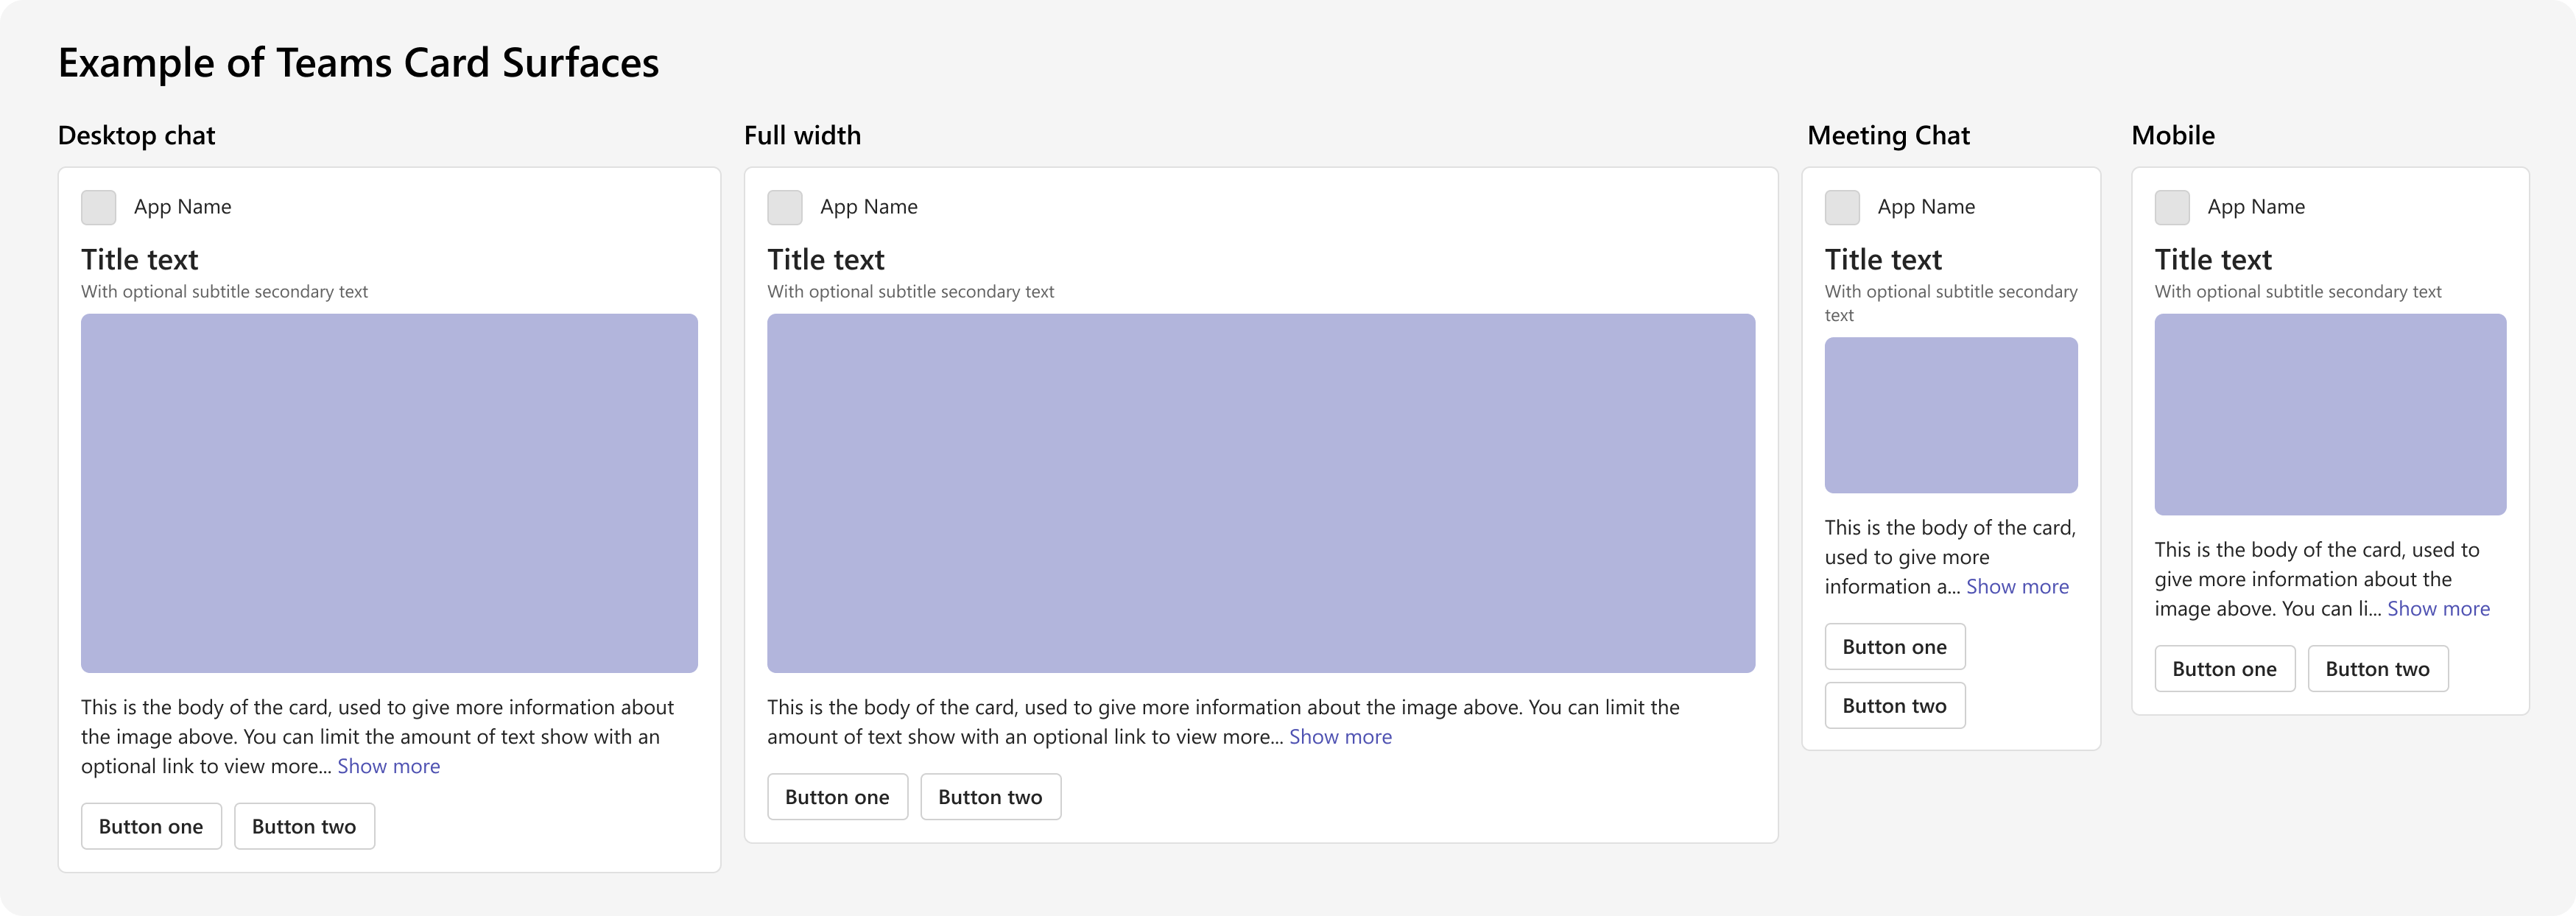 Example of Teams Card Surfaces
Desktop chat
App Name
Title text
With optional subtitle secondary text
This is the body of the card, used to give more information about
the image above. You can limit the amount of text show with an
optional link to view more... Show more
Button one
Button two
Full width
App Name
Title text
With optional subtitle secondary text
This is the body of the card, used to give more information about the image above. You can limit the
amount of text show with an optional link to view more... Show more
Button one
Button two
Meeting Chat
App Name
Title text
With optional subtitle secondary
text
This is the body of the card,
used to give more
information a... Show more
Button one
Button two
Mobile
App Name
Title text
With optional subtitle secondary text
This is the body of the card, used to
give more information about the
image above. You can li... Show more
Button one
Button two